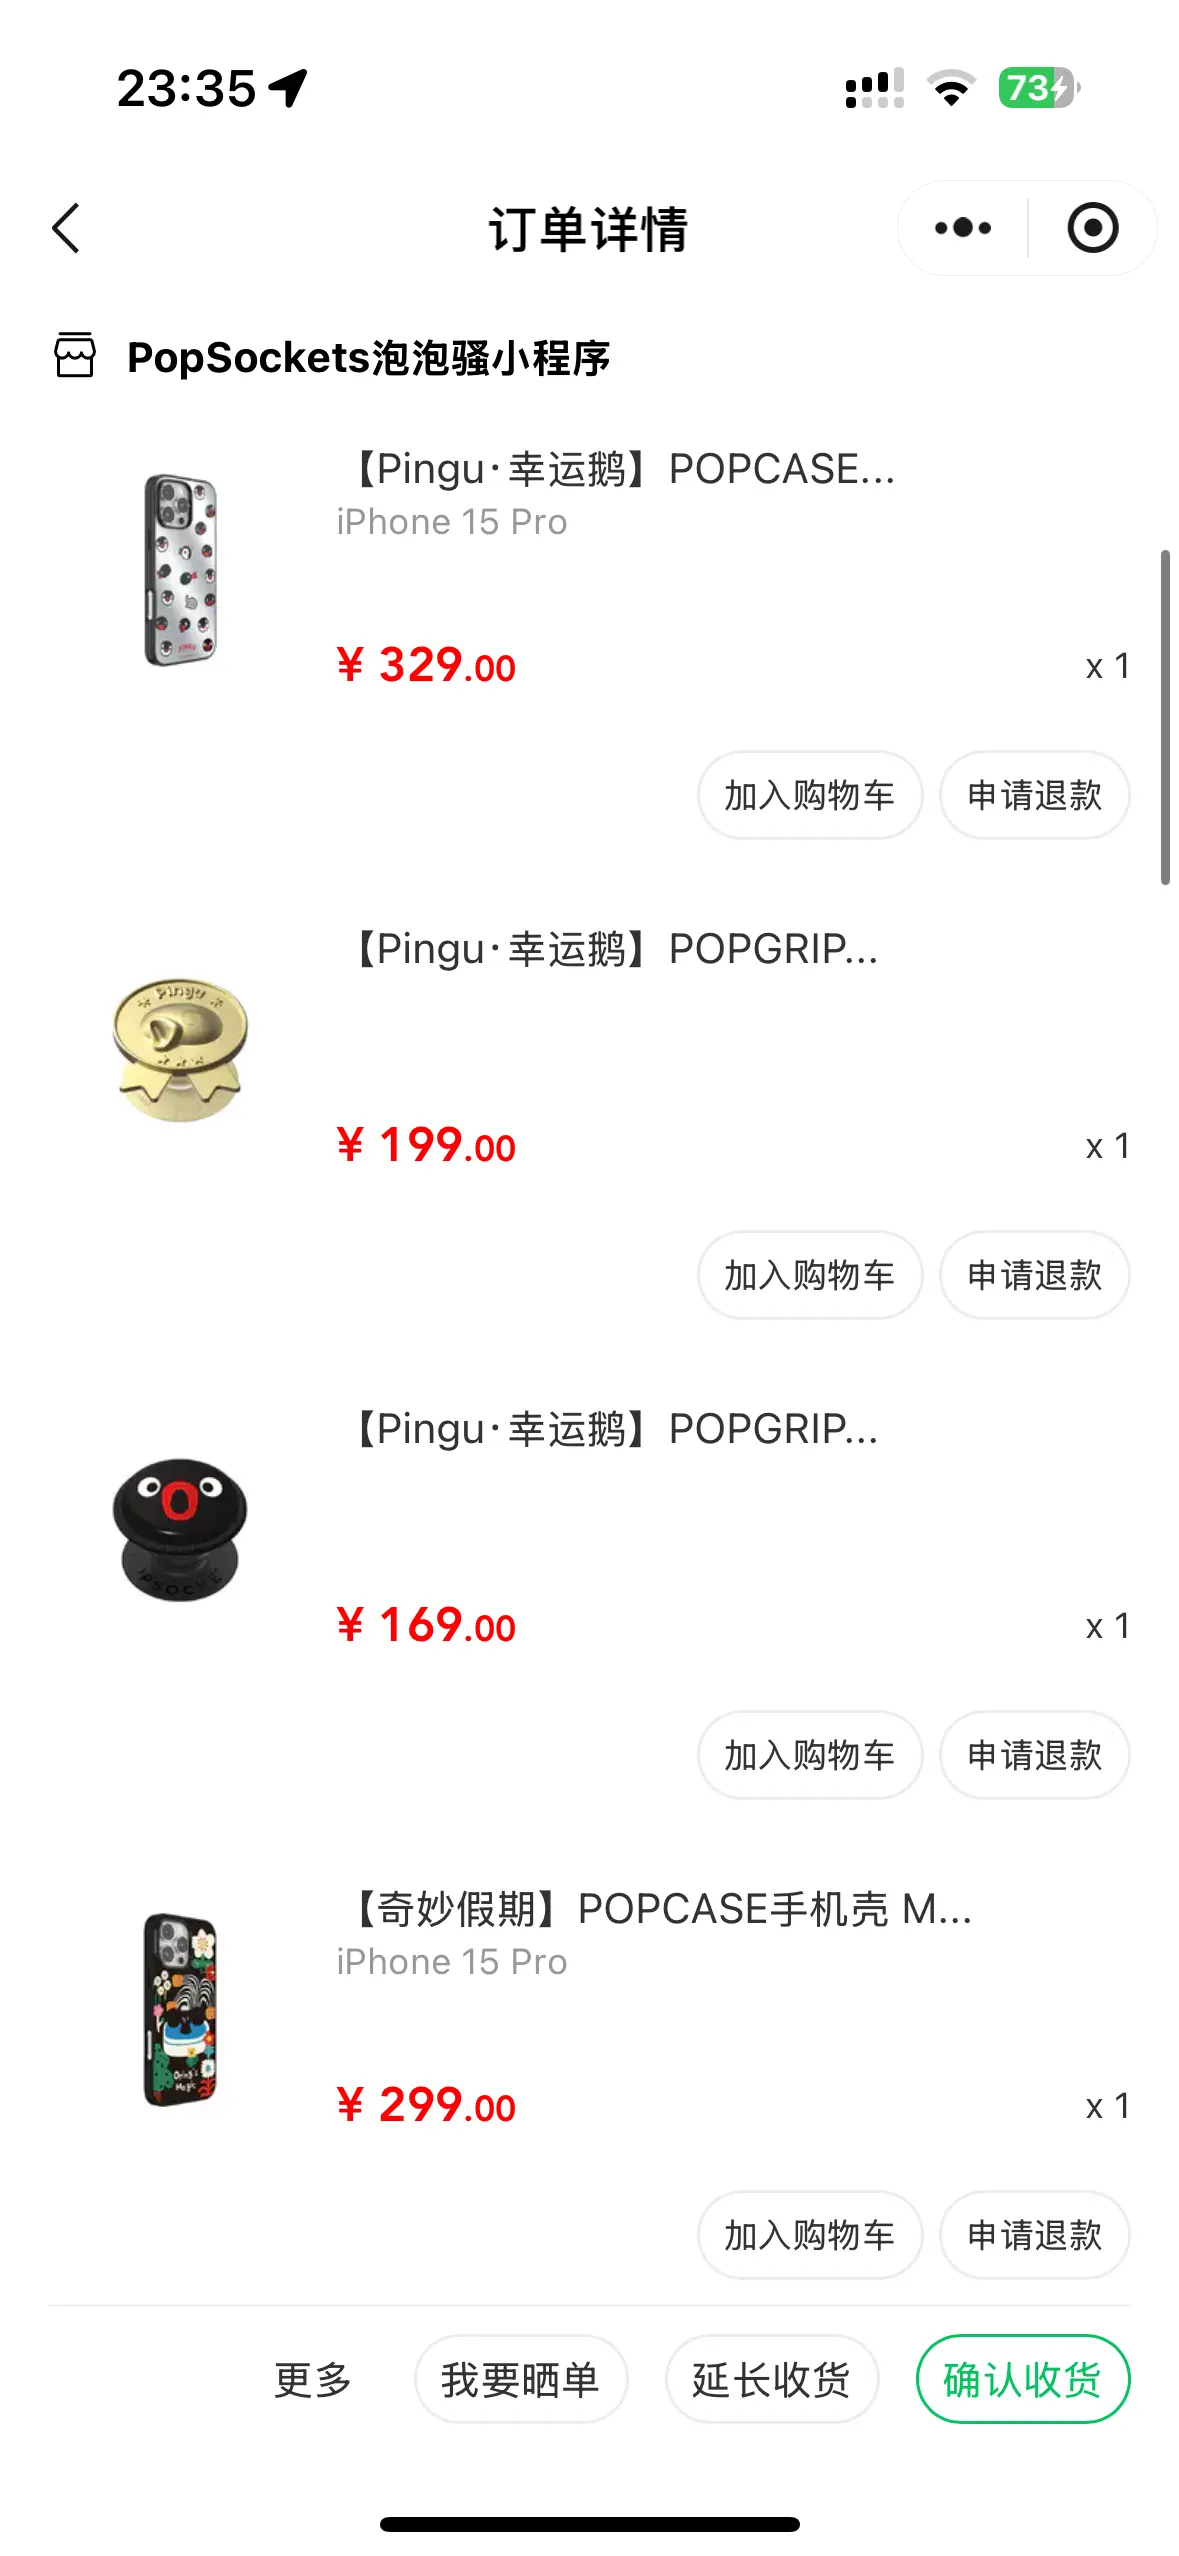 23:35
73
订单详情
PopSockets泡泡骚小程序
【Pingu·幸运鹅】POPCASE...
iPhone 15 Pro
¥ 329.00
x 1
加入购物车 申请退款
【Pingu·幸运鹅】POPGRIP...
Pingu
¥ 199.00
x 1
加入购物车 申请退款
【Pingu·幸运鹅】POPGRIP...
¥ 169.00
x 1
加入购物车 申请退款
【奇妙假期】POPCASE手机壳 M...
iPhone 15 Pro
¥ 299.00
x 1
加入购物车 申请退款
更多 我要晒单 延长收货 确认收货